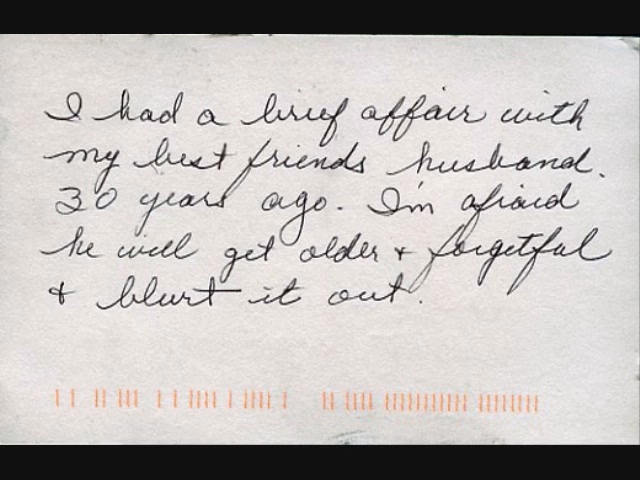 I had a brief affair with
my best friends husband.
30 years ago. I'm afraid
he will get older + forgetful
+ blurt it out.